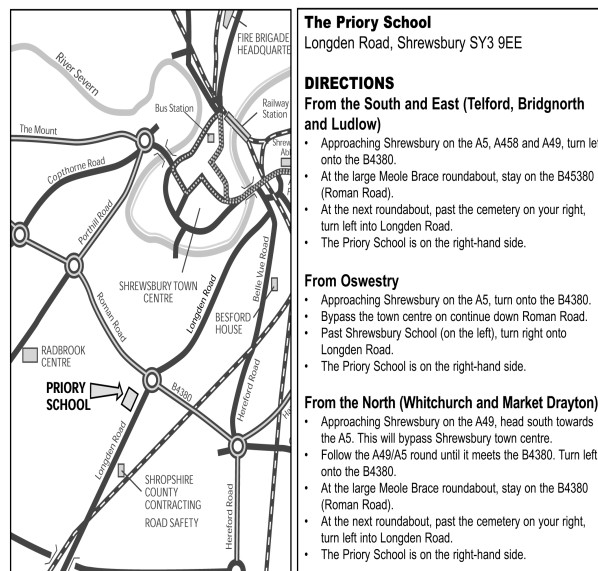 FIRE BRIGADE
HEADQUARTE
River Severn
Bus Station
Railway
Station
The Mount
Shrew
Copthorne Road
Porthill Road
SHREWSBURY TOWN
CENTRE
Longden Road
Belle Vue Road
BESFORD
HOUSE
Roman Road
RADBROOK
CENTRE
PRIORY
SCHOOL
B4380
Hereford Road
Longden Road
SHROPSHIRE
COUNTY
CONTRACTING
ROAD SAFETY
Hereford Road
The Priory School
Longden Road, Shrewsbury SY3 9EE
DIRECTIONS
From the South and East (Telford, Bridgnorth
and Ludlow)
• Approaching Shrewsbury on the A5, A458 and A49, turn le
onto the B4380.
• At the large Meole Brace roundabout, stay on the B45380
(Roman Road).
• At the next roundabout, past the cemetery on your right,
turn left into Longden Road.
• The Priory School is on the right-hand side.
From Oswestry
• Approaching Shrewsbury on the A5, turn onto the B4380.
• Bypass the town centre on continue down Roman Road.
• Past Shrewsbury School (on the left), turn right onto
Longden Road.
• The Priory School is on the right-hand side.
From the North (Whitchurch and Market Drayton)
• Approaching Shrewsbury on the A49, head south towards
the A5. This will bypass Shrewsbury town centre.
• Follow the A49/A5 round until it meets the B4380. Turn left
onto the B4380.
• At the large Meole Brace roundabout, stay on the B4380
(Roman Road).
• At the next roundabout, past the cemetery on your right,
turn left into Longden Road.
• The Priory School is on the right-hand side.